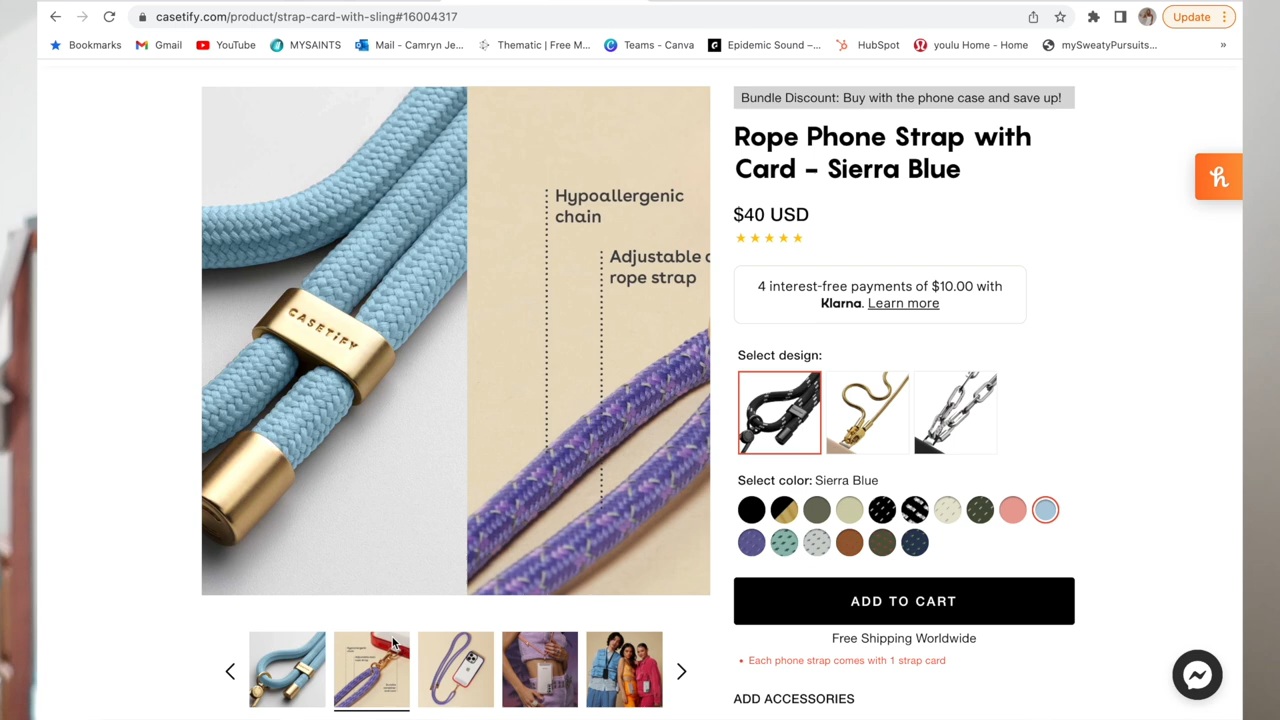 casetify.com/product/strap-card-with-sling#16004317
Update
Bookmarks
Gmail
YouTube
MYSAINTS
Mail - Camryn Je...
Thematic | Free M...
Teams - Canva
Epidemic Sound –...
HubSpot
youlu Home - Home
mySweatyPursuits...
»
Bundle Discount: Buy with the phone case and save up!
Rope Phone Strap with
Card – Sierra Blue
$40 USD
4 interest-free payments of $10.00 with
Klarna. Learn more
Hypoallergenic
chain
Adjustable
rope strap
CASETiFY
Select design:
Select color: Sierra Blue
ADD TO CART
Free Shipping Worldwide
• Each phone strap comes with 1 strap card
ADD ACCESSORIES